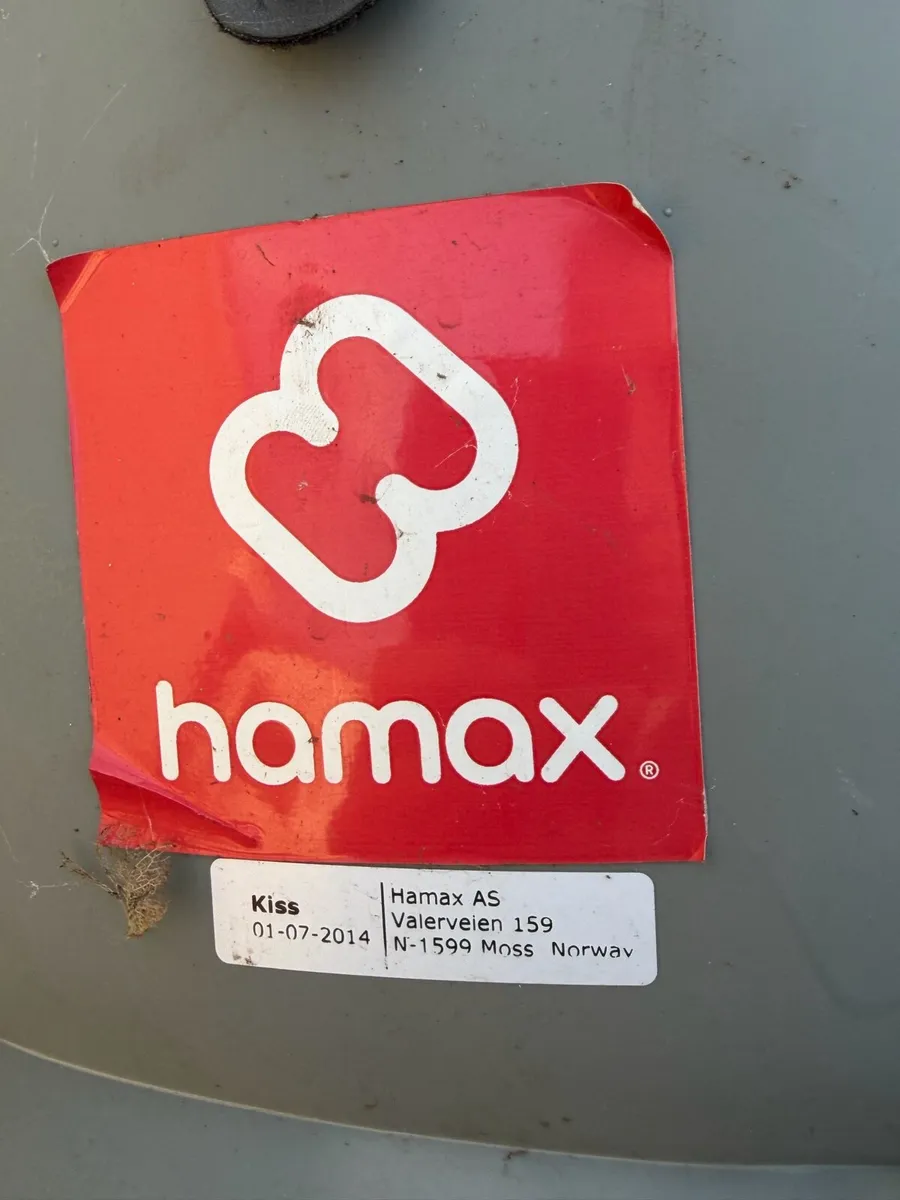 hamax®
Kiss
01-07-2014
Hamax AS
Valerveien 159
N-1599 Moss Norway